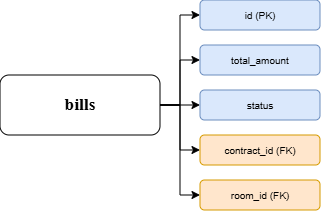 id (PK)
total_amount
bills
status
contract_id (FK)
room_id (FK)